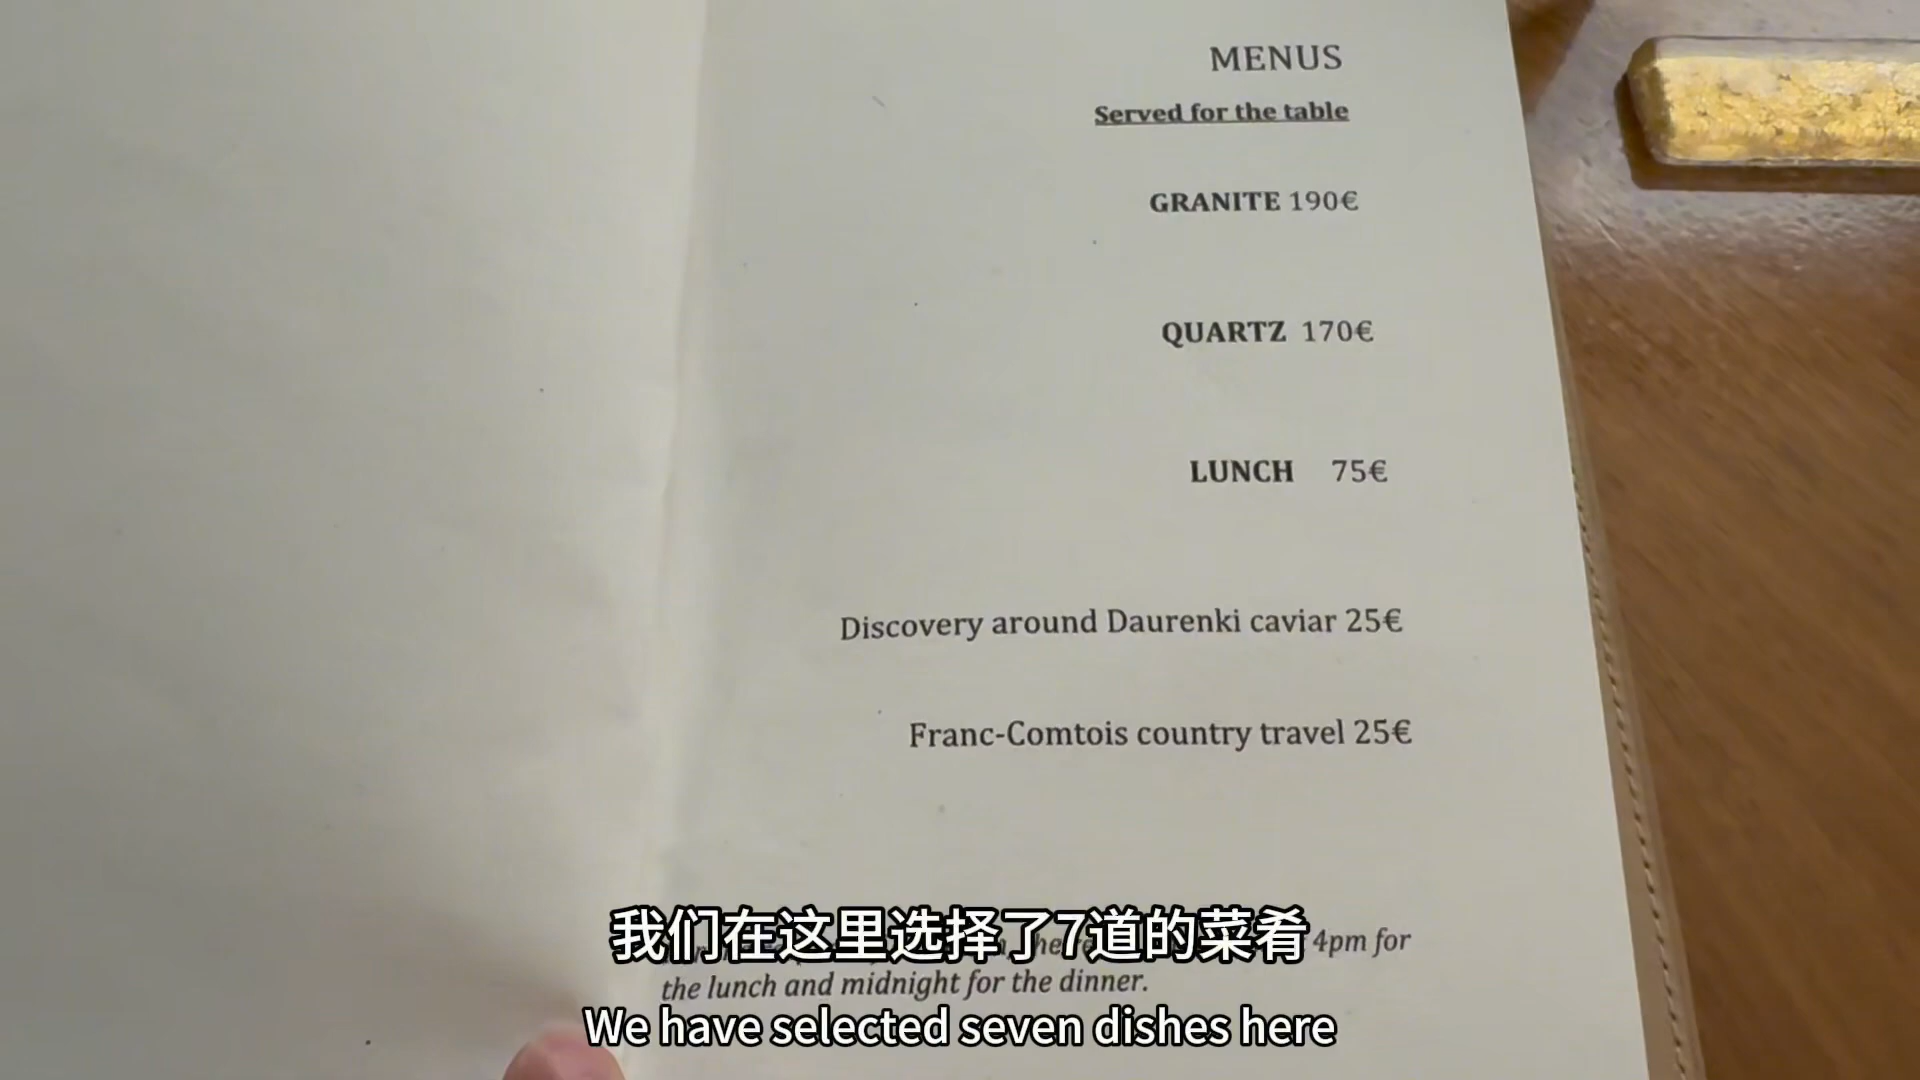 MENUS
Served for the table
GRANITE 190€
QUARTZ 170€
LUNCH 75€
Discovery around Daurenki caviar 25€
Franc-Comtois country travel 25€
我们在这里选择了7道的菜肴
4pm for
the lunch and midnight for the dinner.
We have selected seven dishes here